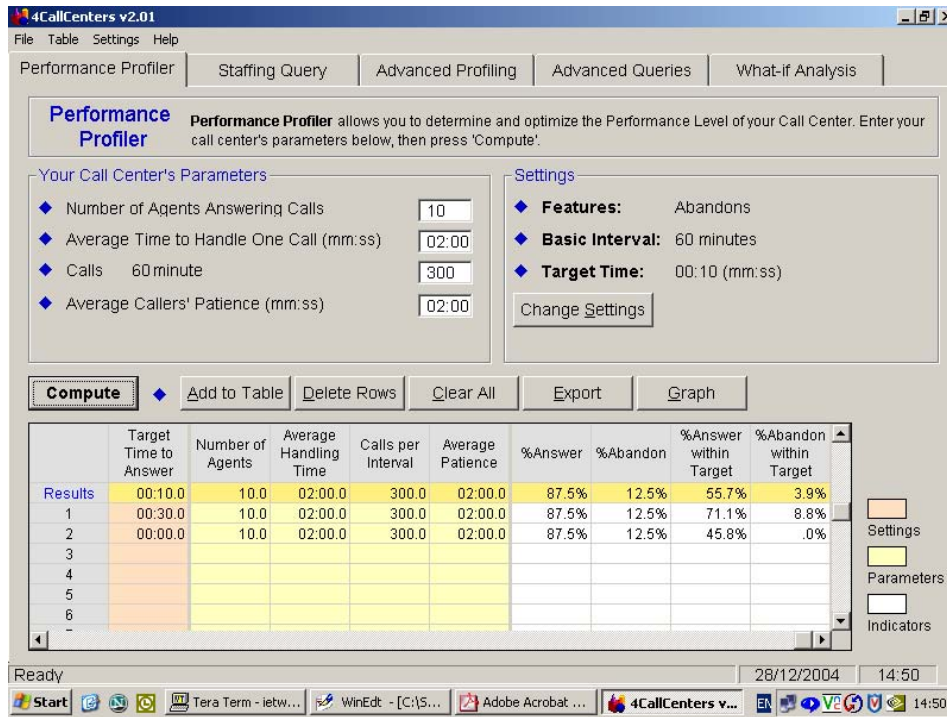 4CallCenters v2.01
File Table Settings Help
Performance Profiler Staffing Query Advanced Profiling Advanced Queries What-if Analysis
Performance Profiler
Performance Profiler allows you to determine and optimize the Performance Level of your Call Center. Enter your
call center's parameters below, then press 'Compute'.
Your Call Center's Parameters
Number of Agents Answering Calls 10
Average Time to Handle One Call (mm:ss) 02:00
Calls 60 minute 300
Average Callers' Patience (mm:ss) 02:00
Settings
Features: Abandons
Basic Interval: 60 minutes
Target Time: 00:10 (mm:ss)
Change Settings
Compute Add to Table Delete Rows Clear All Export Graph
Target Time to Answer Number of Agents Average Handling Time Calls per Interval Average Patience %Answer %Abandon %Answer within Target %Abandon within Target
Results 00:10.0 10.0 02:00.0 300.0 02:00.0 87.5% 12.5% 55.7% 3.9%
1 00:30.0 10.0 02:00.0 300.0 02:00.0 87.5% 12.5% 71.1% 8.8%
2 00:00.0 10.0 02:00.0 300.0 02:00.0 87.5% 12.5% 45.8% .0%
3
4
5
6
Settings
Parameters
Indicators
Ready 28/12/2004 14:50
Start Tera Term - ietw... WinEdt - [C:\S... Adobe Acrobat ... 4CallCenters v... EN 14:50